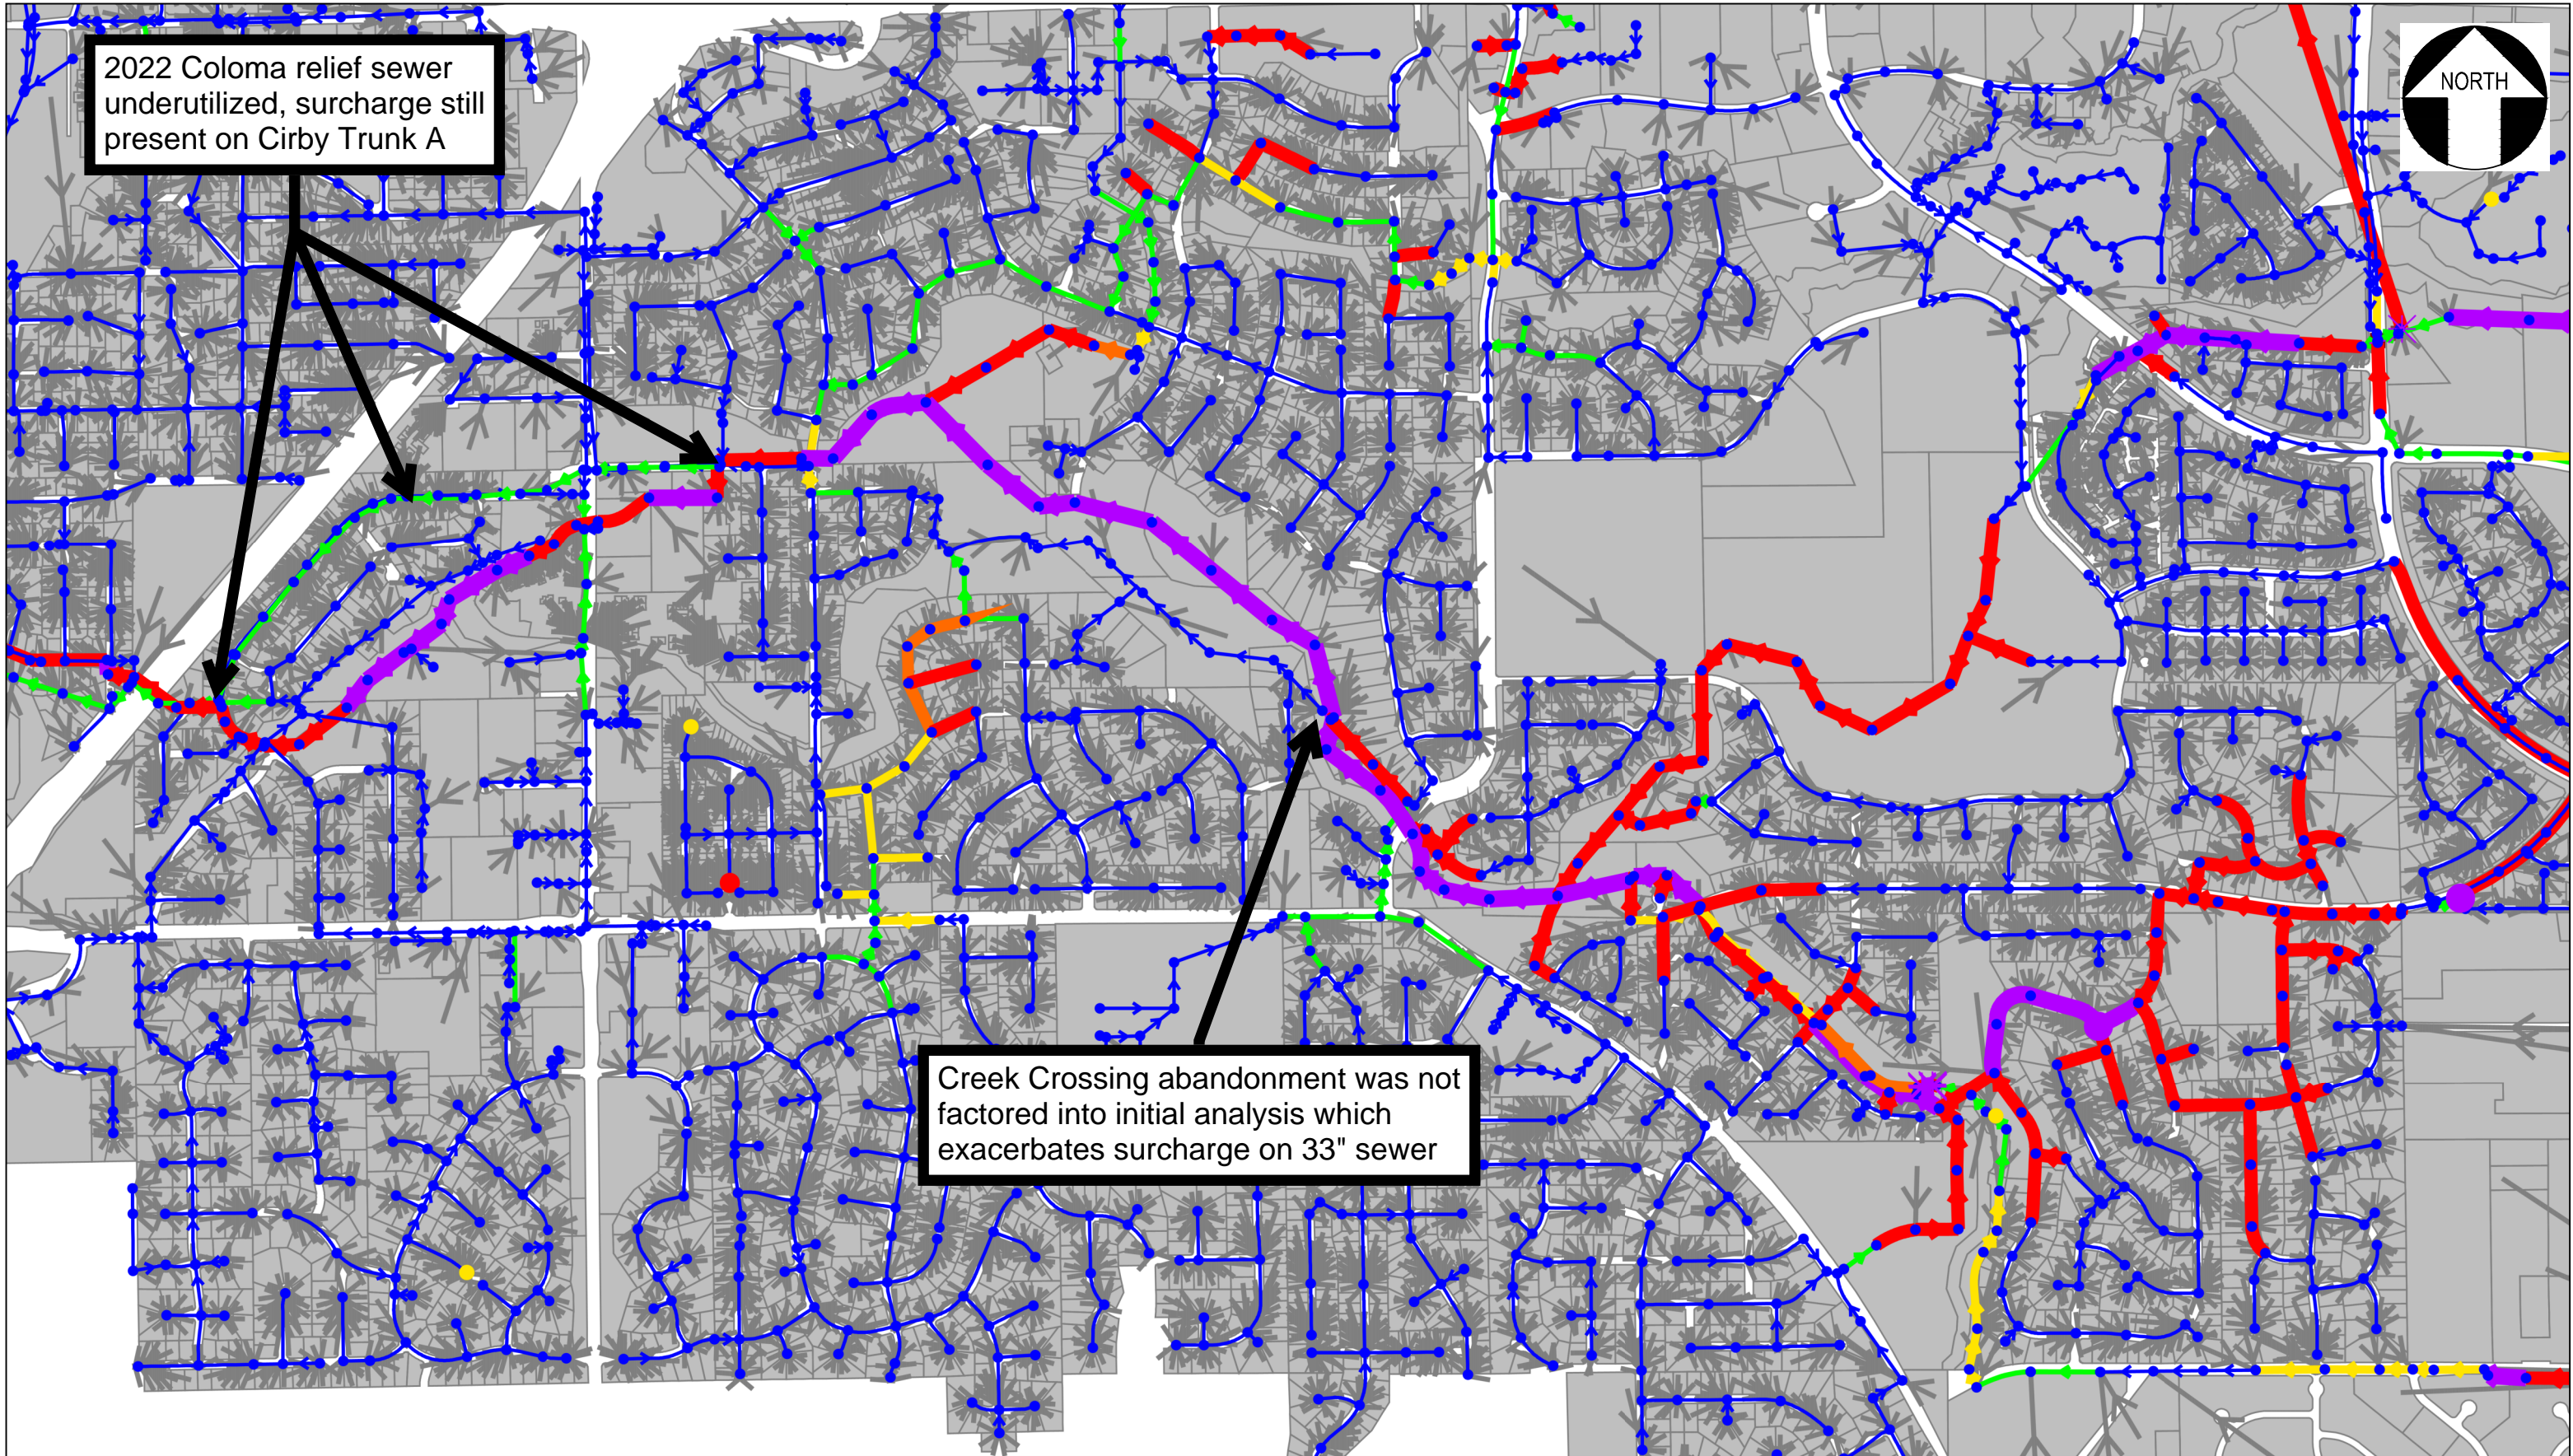 2022 Coloma relief sewer
underutilized, surcharge still
present on Cirby Trunk A
NORTH
Creek Crossing abandonment was not
factored into initial analysis which
exacerbates surcharge on 33" sewer